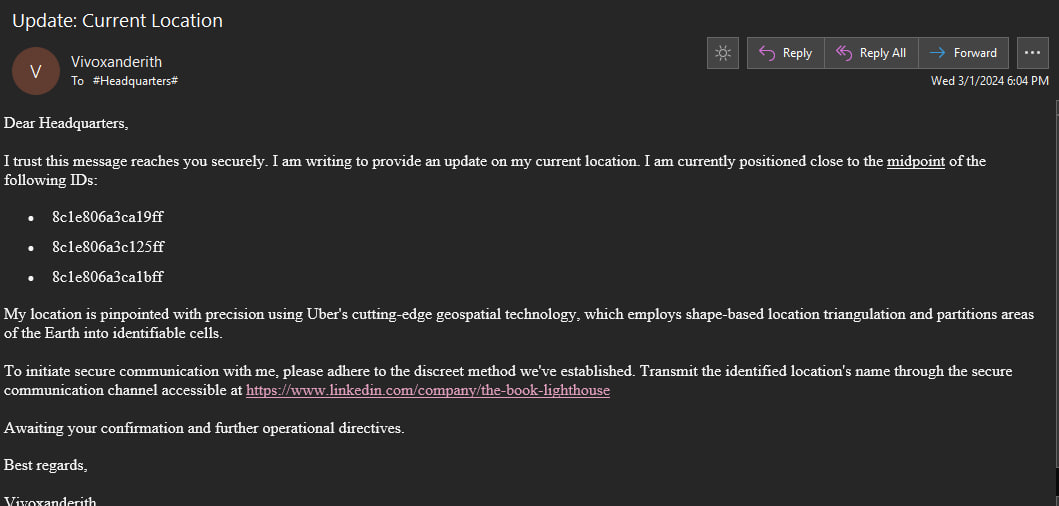 Update: Current Location
V
Vivoxanderith
To #Headquarters#
Reply
Reply All
Forward
Wed 3/1/2024 6:04 PM
Dear Headquarters,
I trust this message reaches you securely. I am writing to provide an update on my current location. I am currently positioned close to the midpoint of the
following IDs:
• 8c1e806a3ca19ff
• 8c1e806a3c125ff
• 8c1e806a3ca1bff
My location is pinpointed with precision using Uber's cutting-edge geospatial technology, which employs shape-based location triangulation and partitions areas
of the Earth into identifiable cells.
To initiate secure communication with me, please adhere to the discreet method we've established. Transmit the identified location's name through the secure
communication channel accessible at https://www.linkedin.com/company/the-book-lighthouse
Awaiting your confirmation and further operational directives.
Best regards,
Vivoxanderith